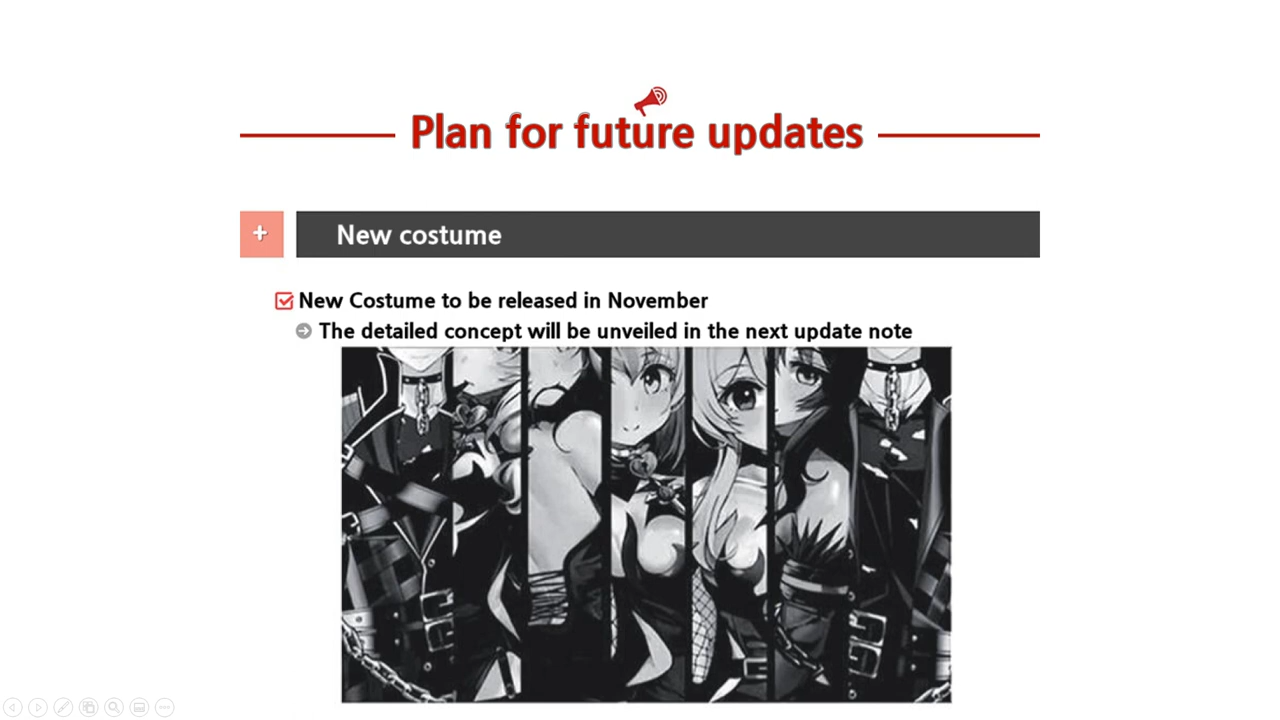 Plan for future updates
+ New costume
New Costume to be released in November
The detailed concept will be unveiled in the next update note